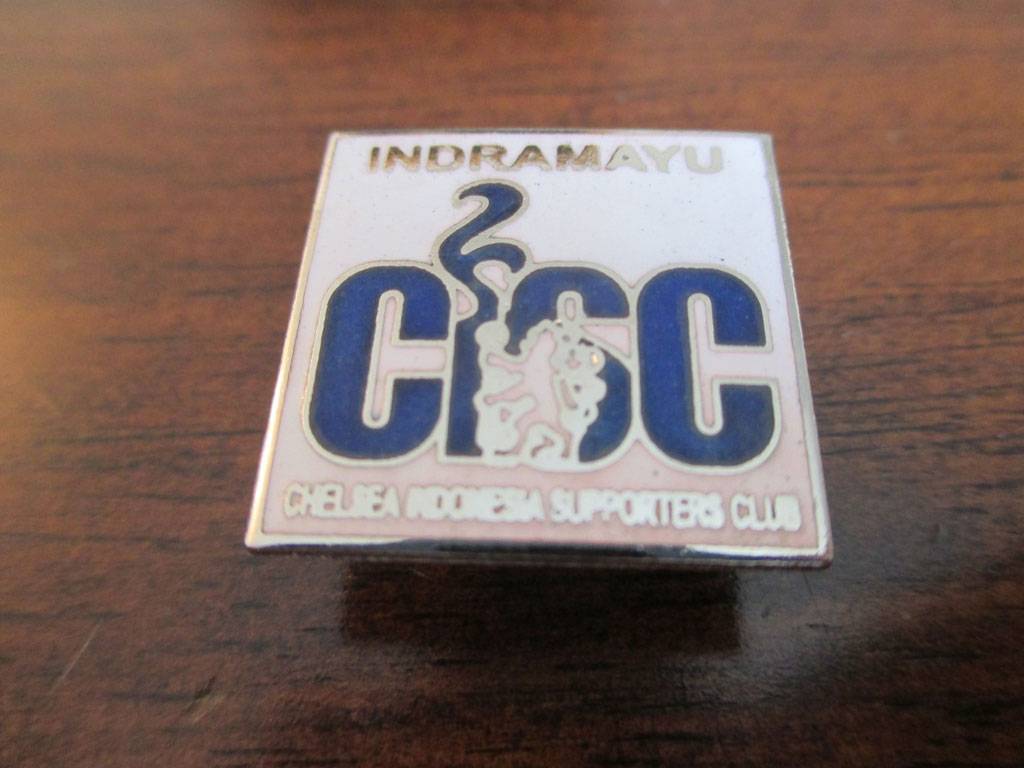 INDRAMAYU
CISC
CHELSEA INDONESIA SUPPORTERS CLUB